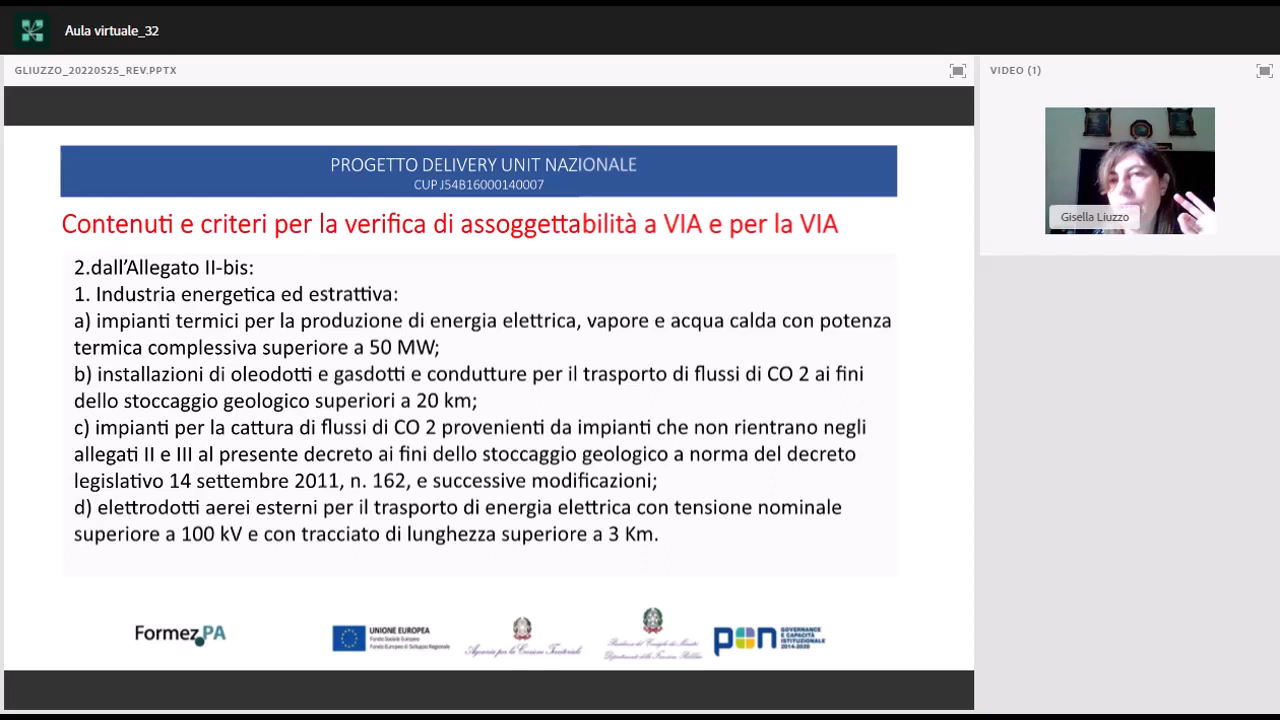 Aula virtuale_32
GLIUZZO_20220525_REV.PPTX
VIDEO (1)
PROGETTO DELIVERY UNIT NAZIONALE
CUP J54B16000140007
Contenuti e criteri per la verifica di assoggettabilità a VIA e per la VIA
2.dall'Allegato II-bis:
1. Industria energetica ed estrattiva:
a) impianti termici per la produzione di energia elettrica, vapore e acqua calda con potenza
termica complessiva superiore a 50 MW;
b) installazioni di oleodotti e gasdotti e condutture per il trasporto di flussi di CO 2 ai fini
dello stoccaggio geologico superiori a 20 km;
c) impianti per la cattura di flussi di CO 2 provenienti da impianti che non rientrano negli
allegati II e III al presente decreto ai fini dello stoccaggio geologico a norma del decreto
legislativo 14 settembre 2011, n. 162, e successive modificazioni;
d) elettrodotti aerei esterni per il trasporto di energia elettrica con tensione nominale
superiore a 100 kV e con tracciato di lunghezza superiore a 3 Km.
Gisella Liuzzo
Formez PA
UNIONE EUROPEA
Fondo Sociale Europeo
Fondo Europeo di Sviluppo Regionale
Agenzia per la Coesione Territoriale
Presidenza del Consiglio dei Ministri
Dipartimento della Funzione Pubblica
pon
GOVERNANCE
E CAPACITÀ
ISTITUZIONALE
2014-2020